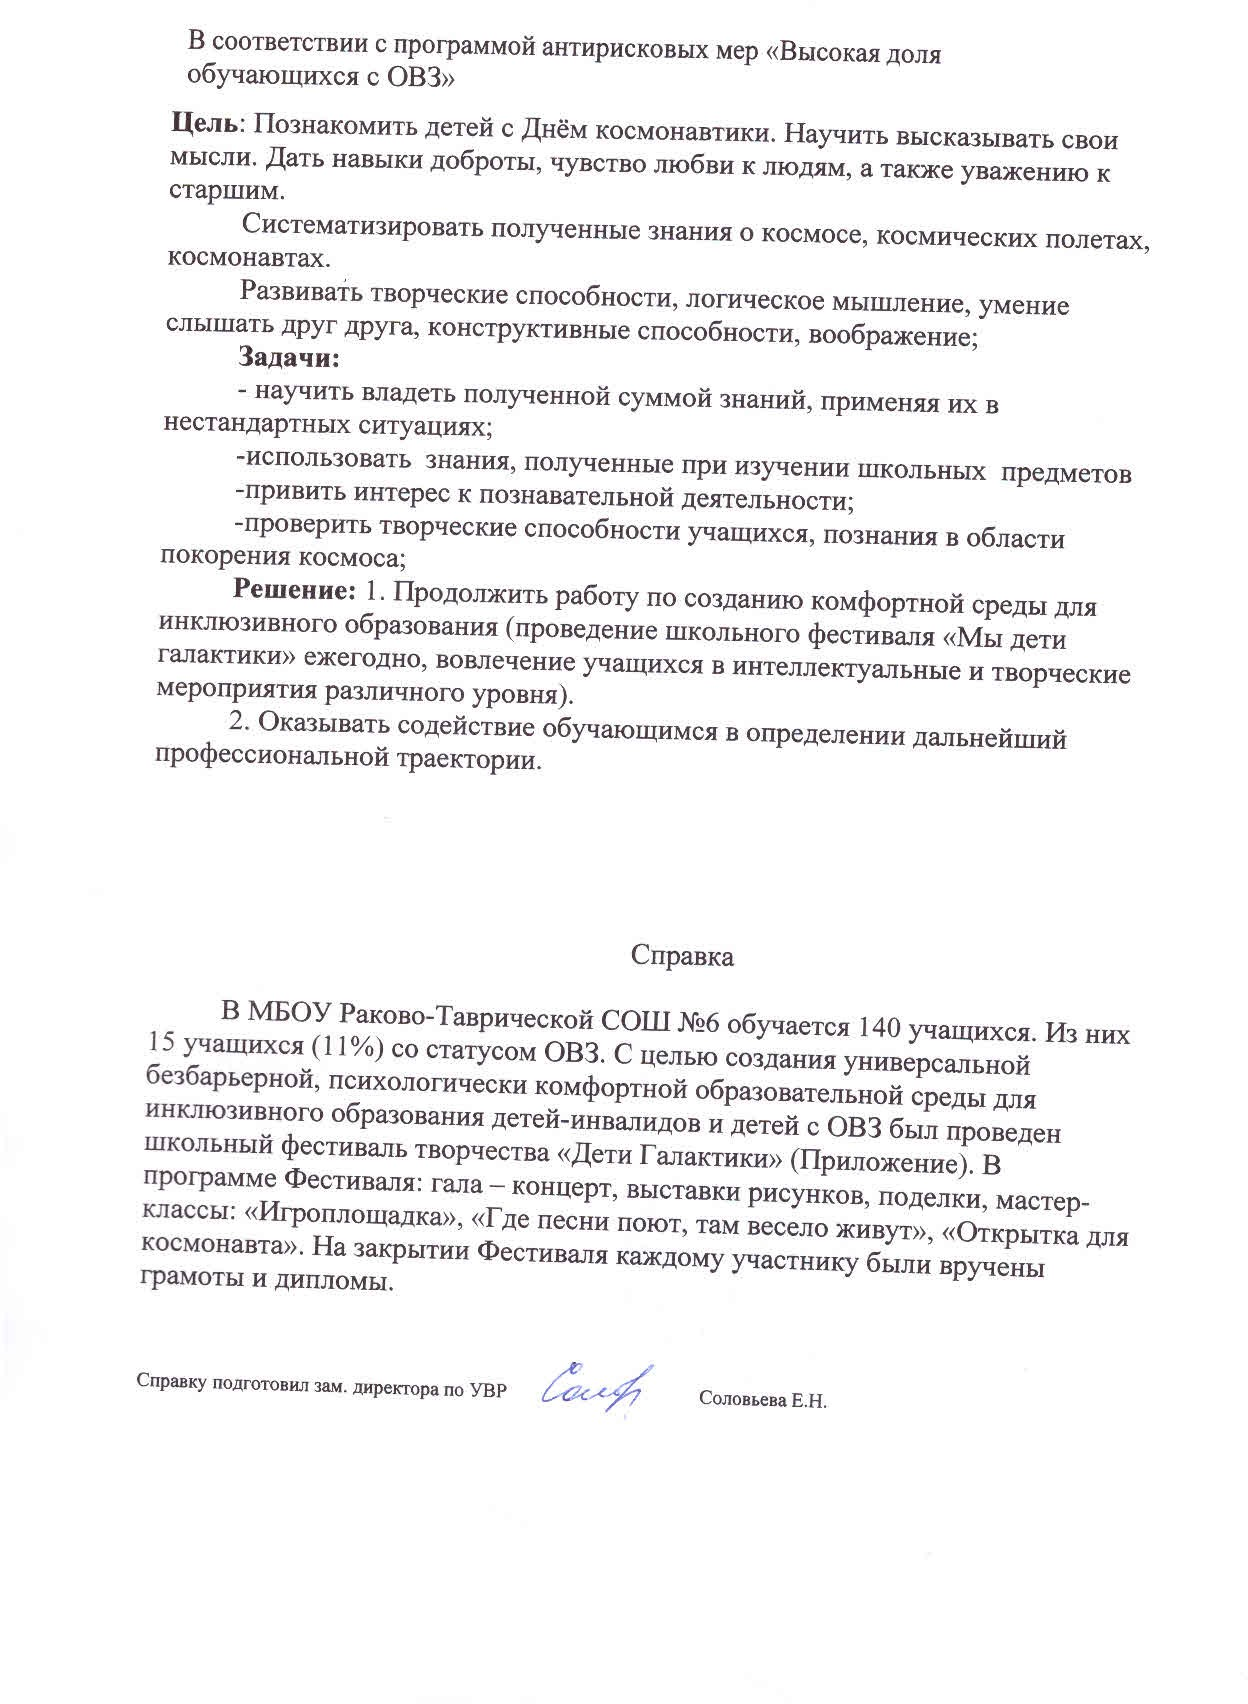 В соответствии с программой антирисковых мер «Высокая доля
обучающихся с ОВЗ»
Цель: Познакомить детей с Днём космонавтики. Научить высказывать свои
мысли. Дать навыки доброты, чувство любви к людям, а также уважению к
старшим.
Систематизировать полученные знания о космосе, космических полетах,
космонавтах.
Развивать творческие способности, логическое мышление, умение
слышать друг друга, конструктивные способности, воображение;
Задачи:
- научить владеть полученной суммой знаний, применяя их в
нестандартных ситуациях;
-использовать знания, полученные при изучении школьных предметов
-привить интерес к познавательной деятельности;
-проверить творческие способности учащихся, познания в области
покорения космоса;
Решение: 1. Продолжить работу по созданию комфортной среды для
инклюзивного образования (проведение школьного фестиваля «Мы дети
галактики» ежегодно, вовлечение учащихся в интеллектуальные и творческие
мероприятия различного уровня).
2. Оказывать содействие обучающимся в определении дальнейший
профессиональной траектории.
Справка
В МБОУ Раково-Таврической СОШ №6 обучается 140 учащихся. Из них
15 учащихся (11%) со статусом ОВЗ. С целью создания универсальной
безбарьерной, психологически комфортной образовательной среды для
инклюзивного образования детей-инвалидов и детей с ОВЗ был проведен
школьный фестиваль творчества «Дети Галактики» (Приложение). В
программе Фестиваля: гала – концерт, выставки рисунков, поделки, мастер-
классы: «Игроплощадка», «Где песни поют, там весело живут», «Открытка для
космонавта». На закрытии Фестиваля каждому участнику были вручены
грамоты и дипломы.
Справку подготовил зам. директора по УВР Соловьева Е.Н.